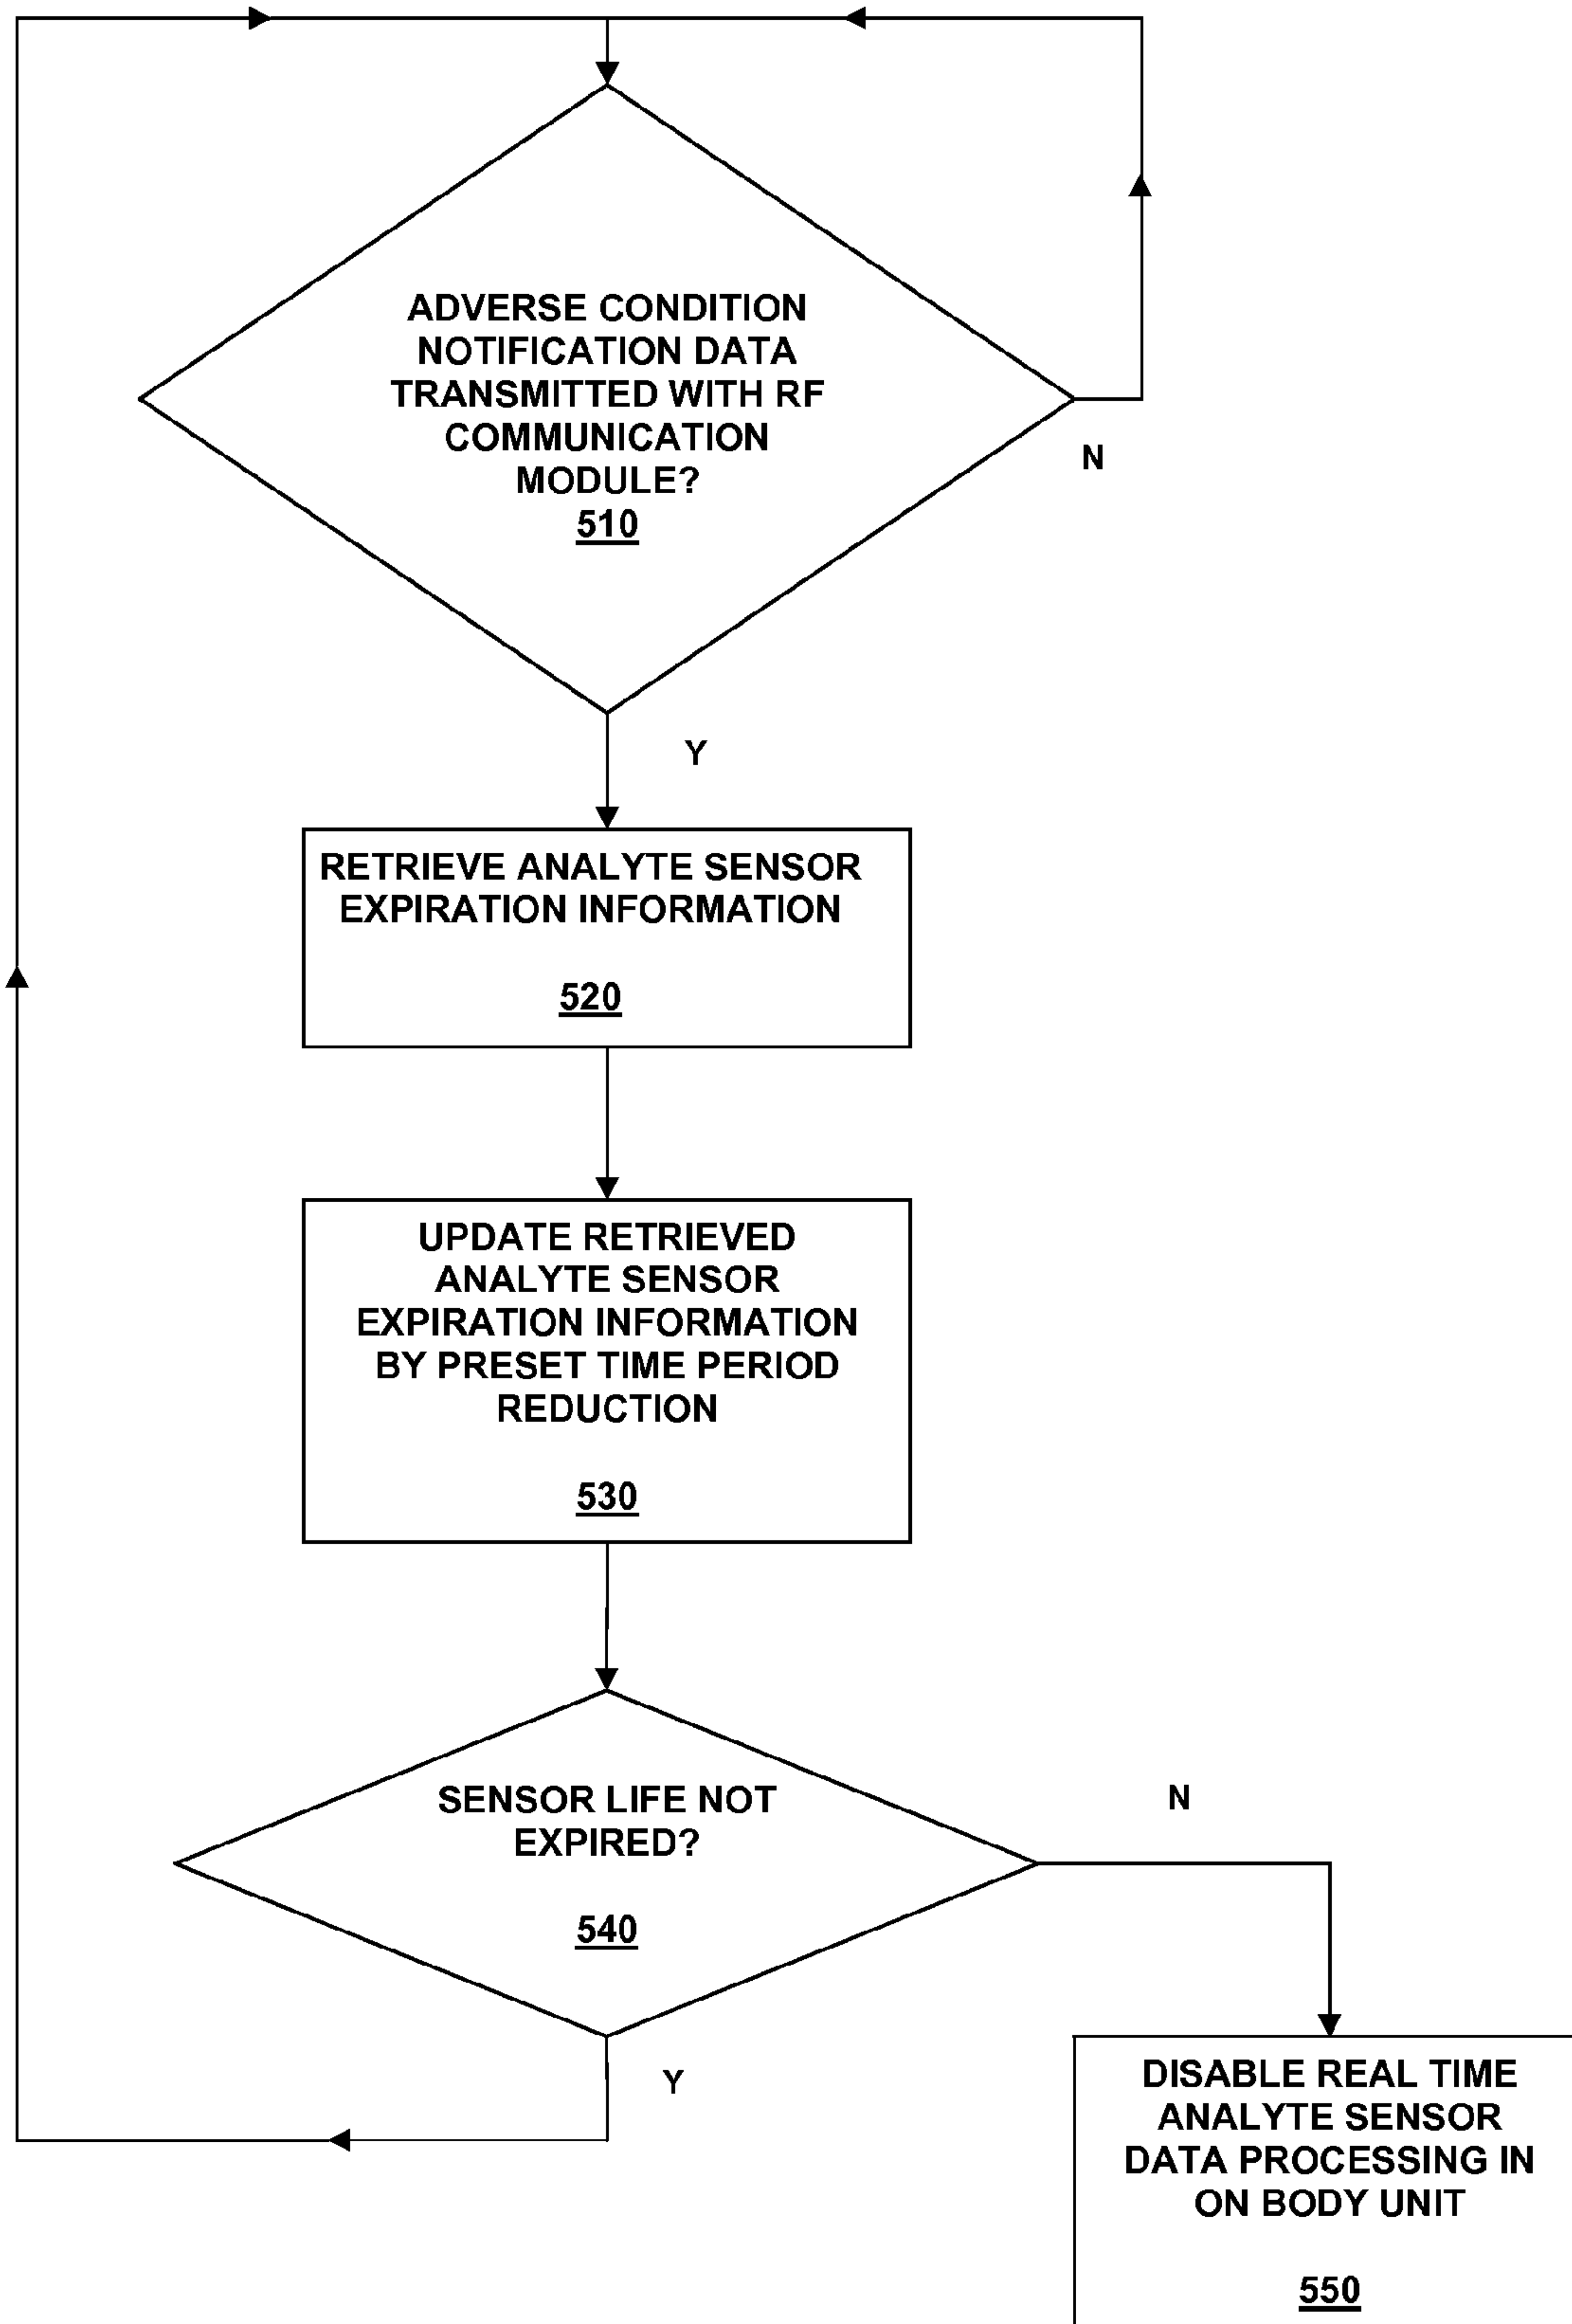 ADVERSE CONDITION
NOTIFICATION DATA
TRANSMITTED WITH RF
COMMUNICATION
MODULE?
510
N
Y
RETRIEVE ANALYTE SENSOR
EXPIRATION INFORMATION
520
UPDATE RETRIEVED
ANALYTE SENSOR
EXPIRATION INFORMATION
BY PRESET TIME PERIOD
REDUCTION
530
SENSOR LIFE NOT
EXPIRED?
540
N
Y
DISABLE REAL TIME
ANALYTE SENSOR
DATA PROCESSING IN
ON BODY UNIT
550